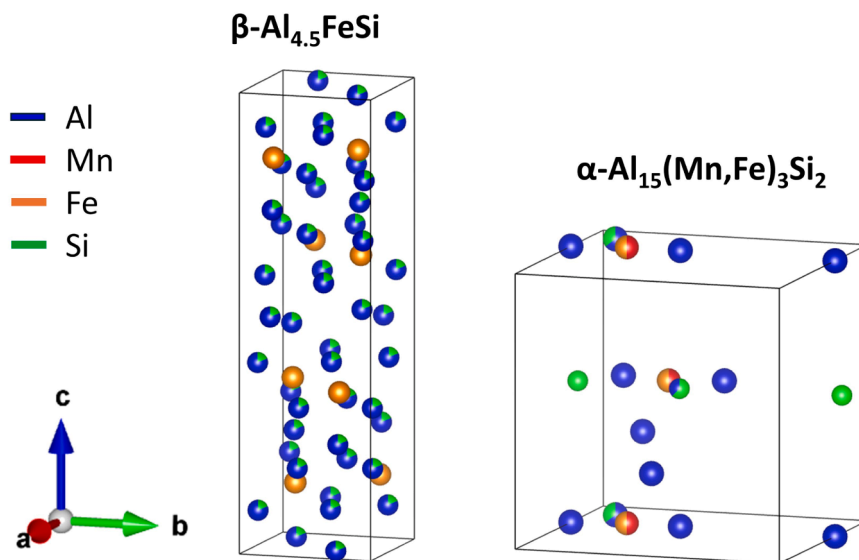 β-Al₄.₅FeSi
Al
Mn
Fe
Si
α-Al₁₅(Mn,Fe)₃Si₂
c
a
b